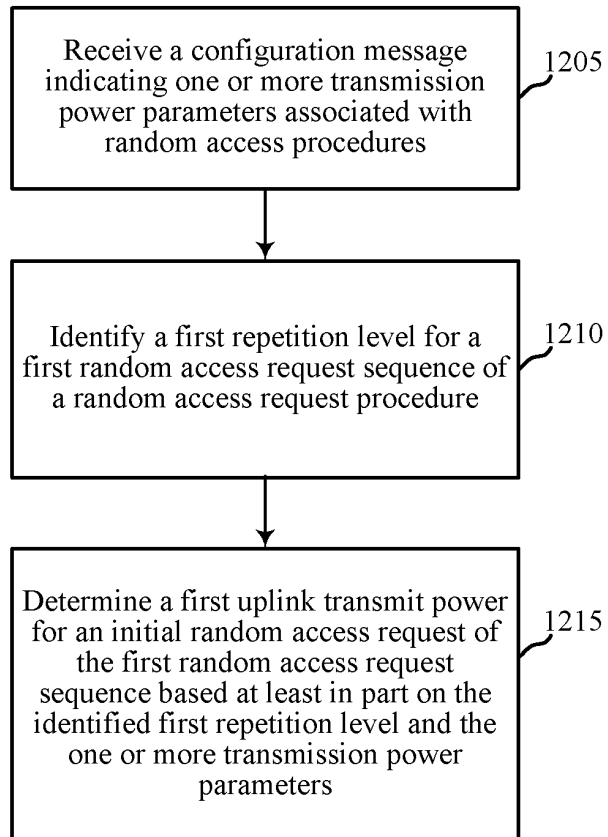 Receive a configuration message
indicating one or more transmission
power parameters associated with
random access procedures
1205
Identify a first repetition level for a
first random access request sequence of
a random access request procedure
1210
Determine a first uplink transmit power
for an initial random access request of
the first random access request
sequence based at least in part on the
identified first repetition level and the
one or more transmission power
parameters
1215